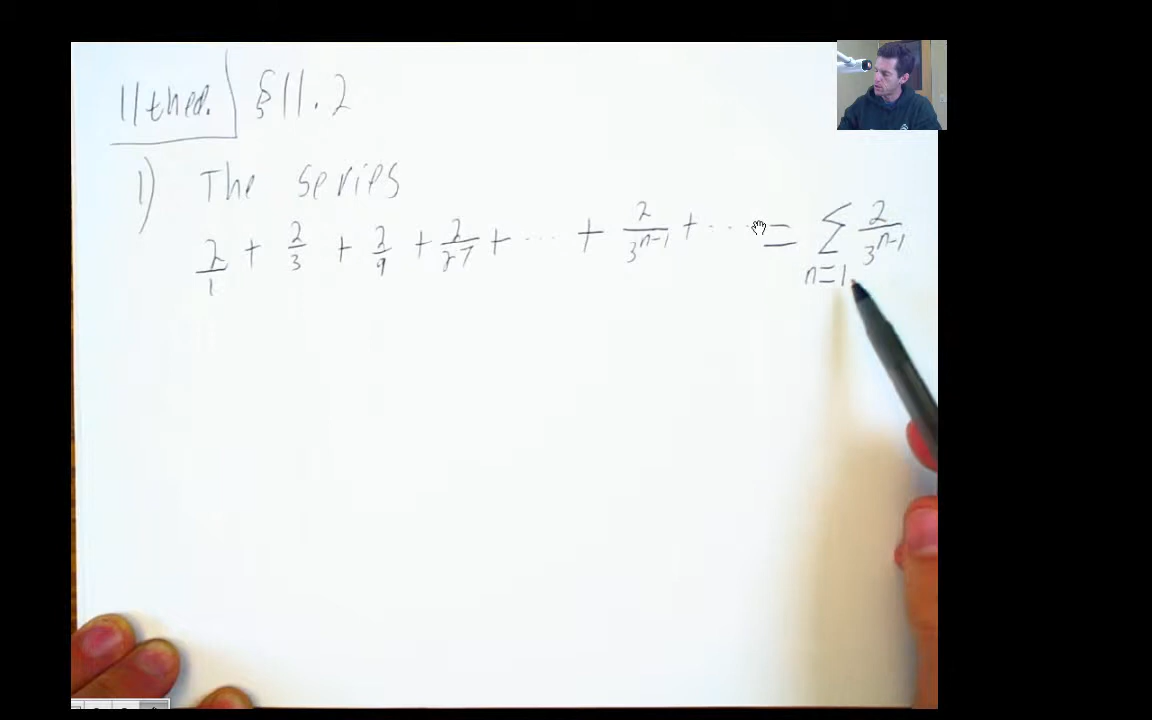 11thed. §11.2
1) The series
2/1 + 2/3 + 2/9 + 2/27 + ... + 2/3^{n-1} + ... = Σ_{n=1} 2/3^{n-1}